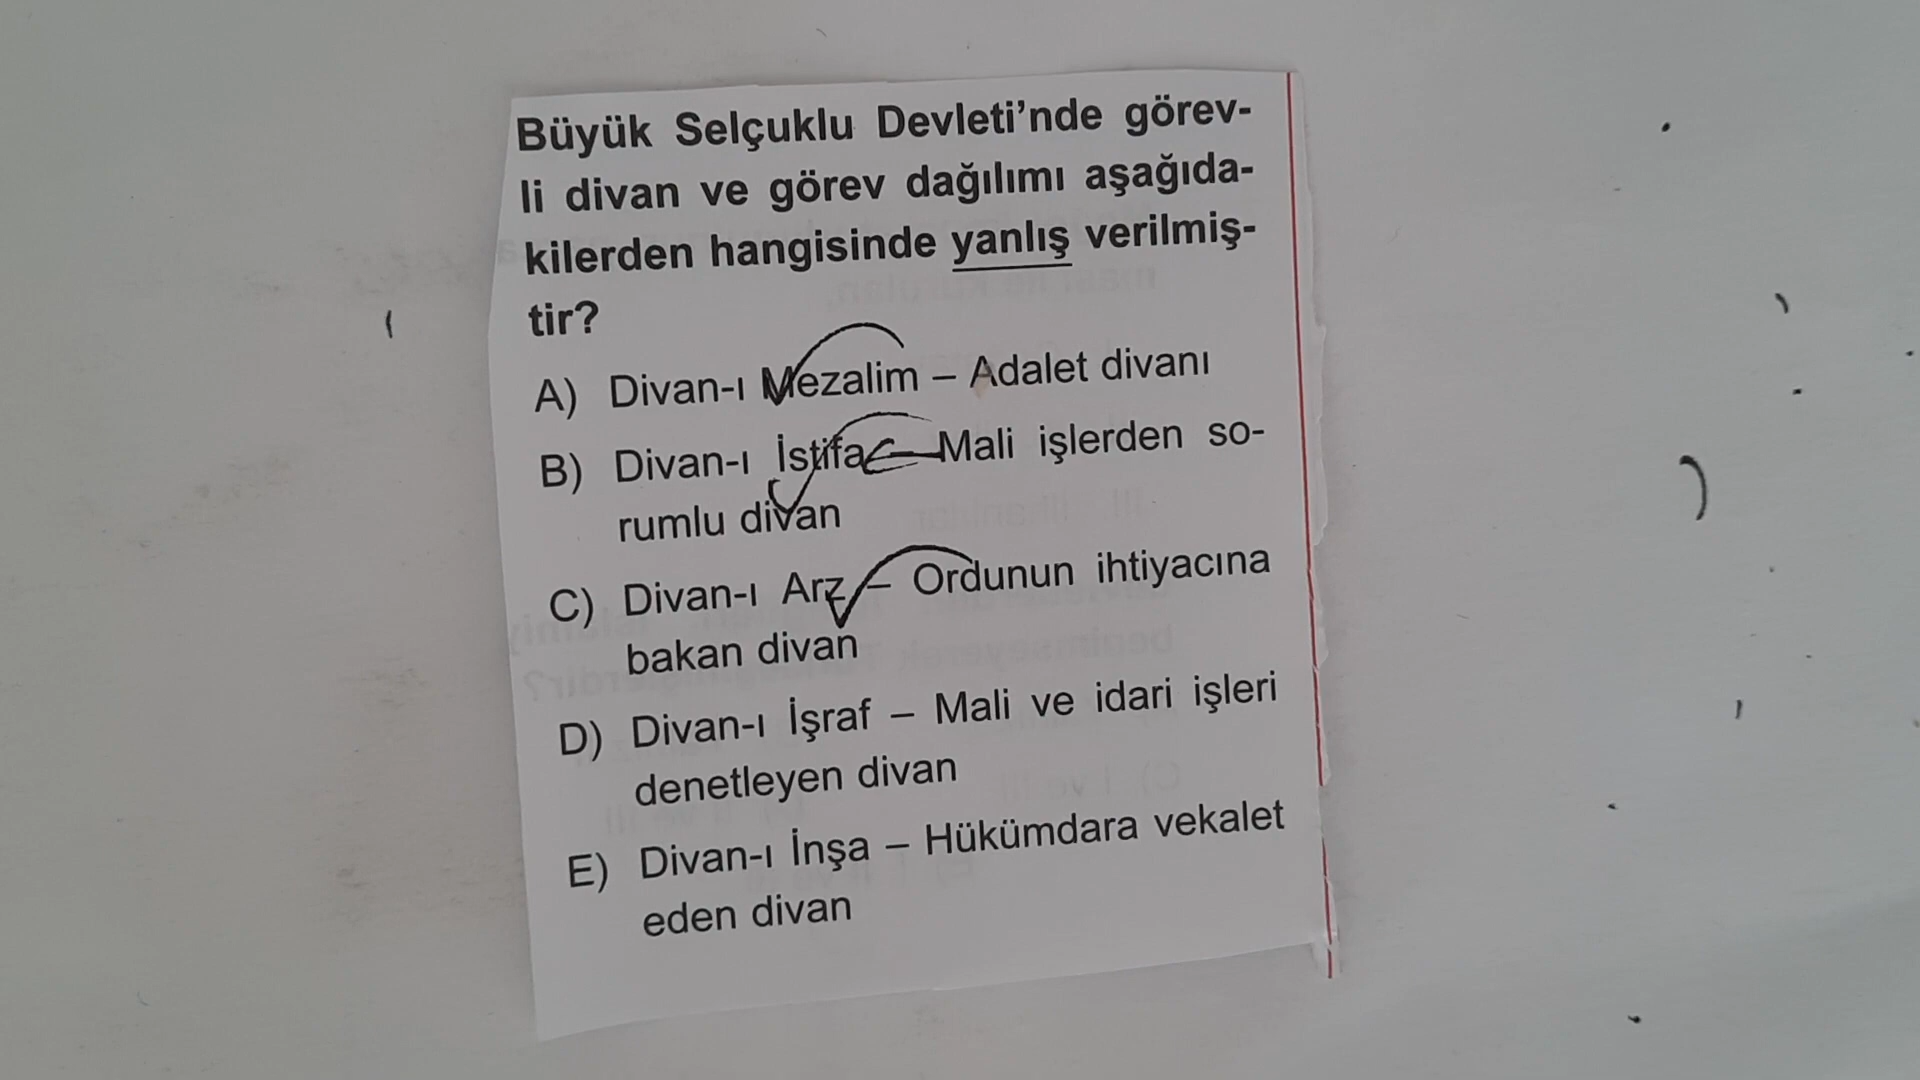 Büyük Selçuklu Devleti’nde görev-
li divan ve görev dağılımı aşağıda-
kilerden hangisinde yanlış verilmiş-
tir?
A) Divan-ı Mezalim – Adalet divanı
B) Divan-ı İstifa – Mali işlerden so-
rumlu divan
C) Divan-ı Arz – Ordunun ihtiyacına
bakan divan
D) Divan-ı İşraf – Mali ve idari işleri
denetleyen divan
E) Divan-ı İnşa – Hükümdara vekalet
eden divan